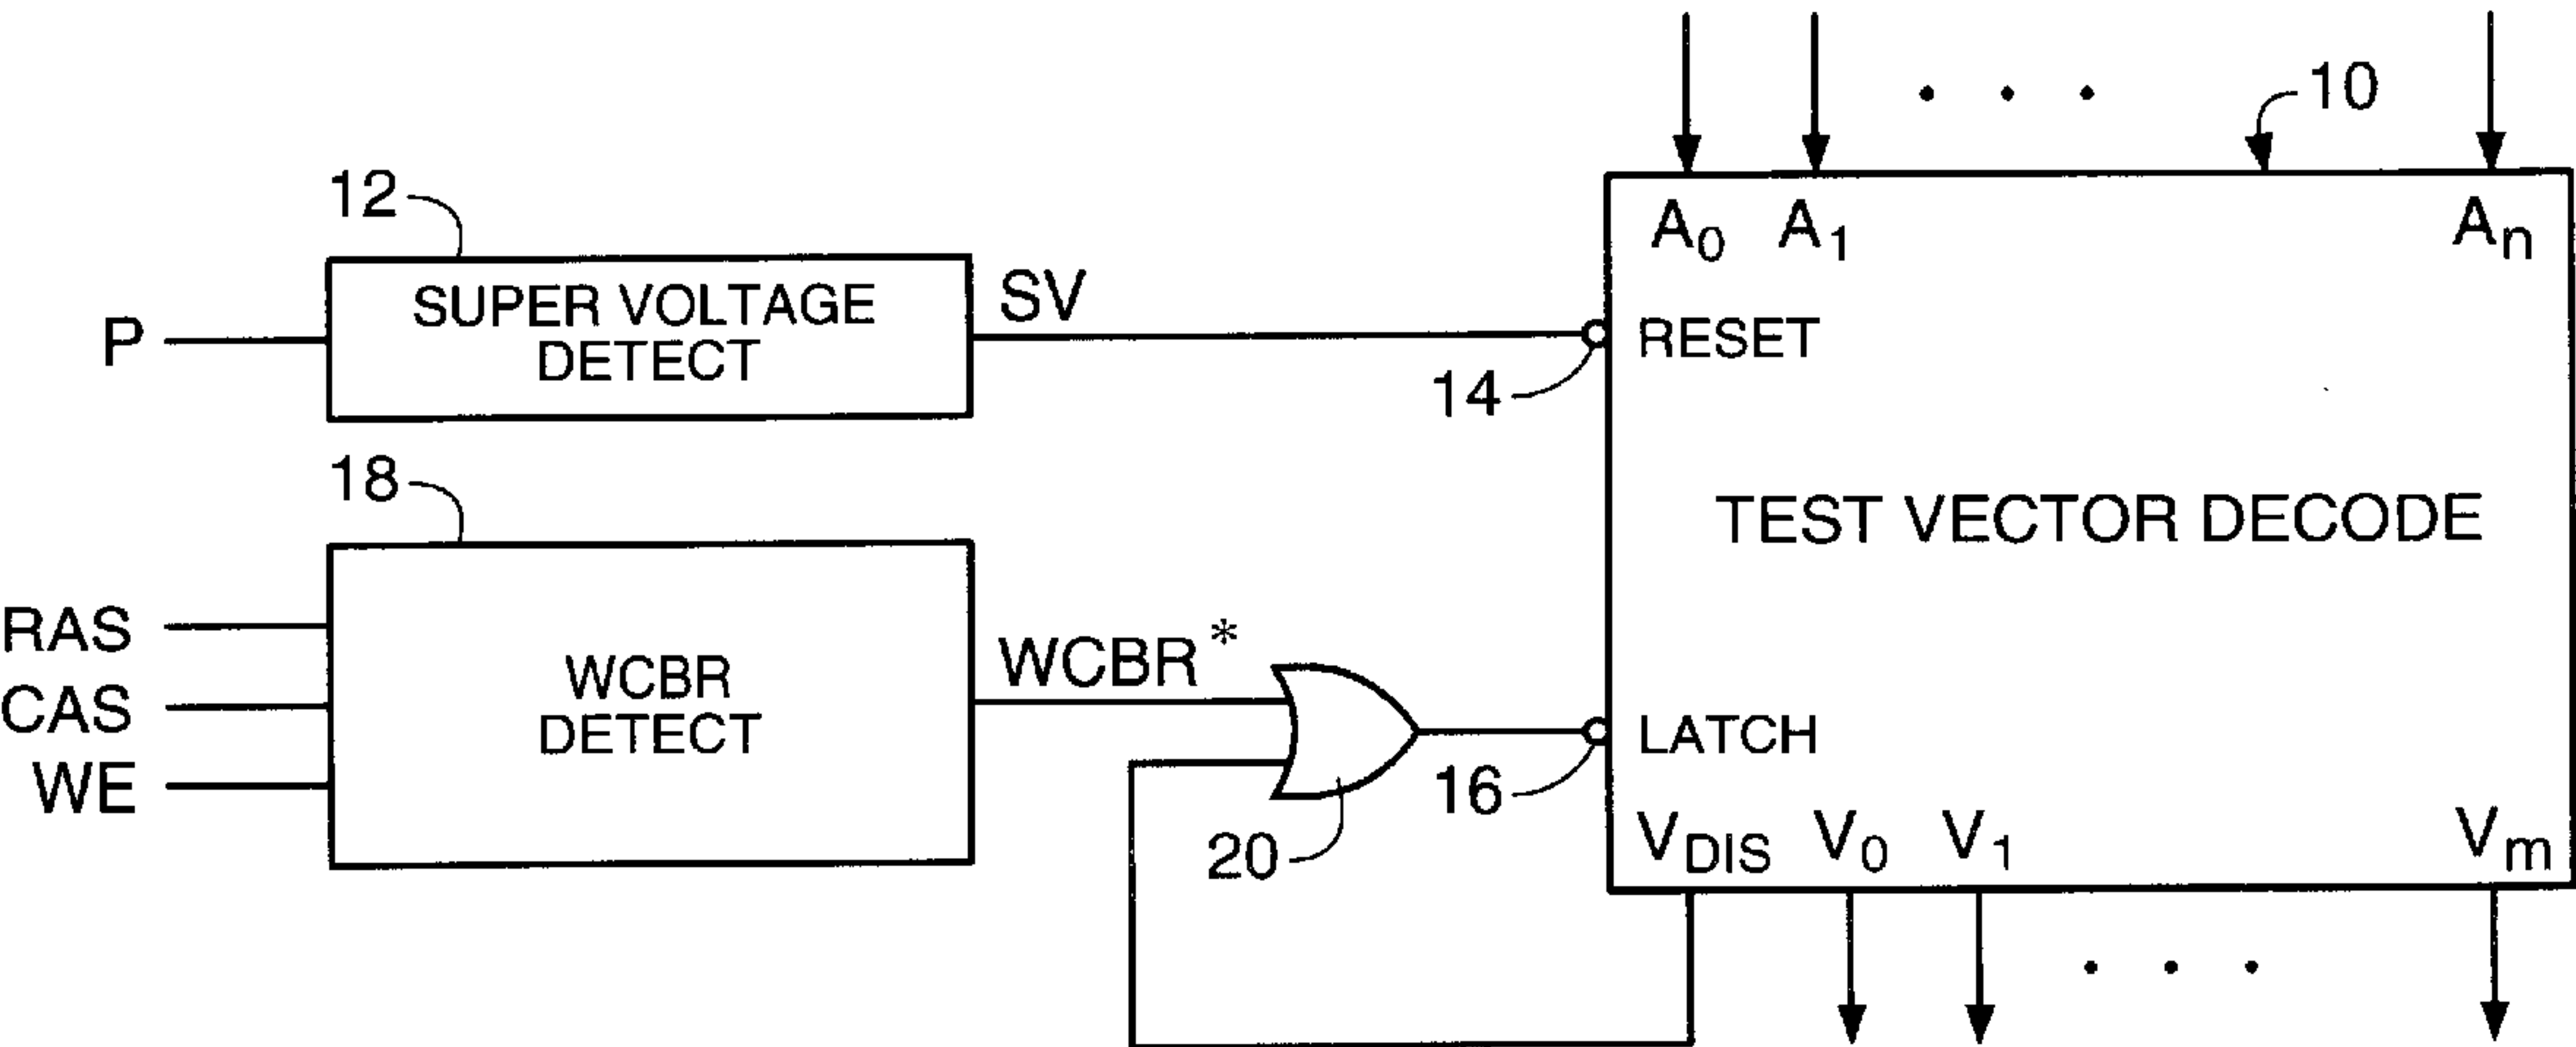 10
12
A0 A1 An
SUPER VOLTAGE
DETECT
SV
P
RESET
14
18
TEST VECTOR DECODE
RAS
WCBR*
WCBR
DETECT
CAS
LATCH
WE
16
20
VDIS V0 V1 Vm